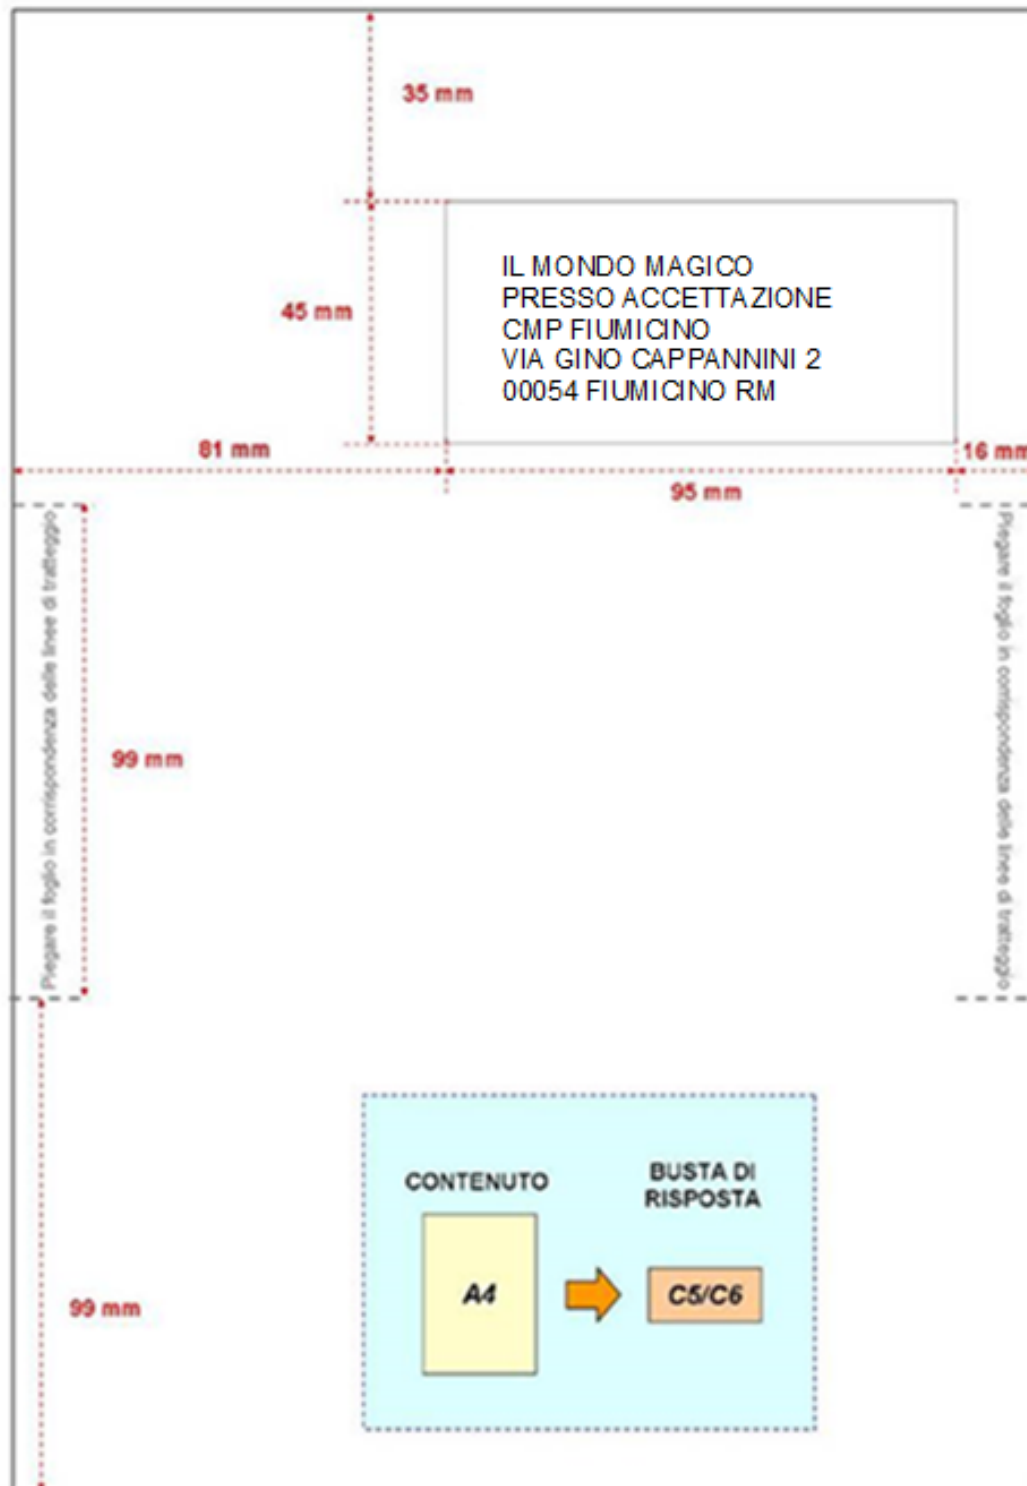 35 mm
IL MONDO MAGICO
PRESSO ACCETTAZIONE
CMP FIUMICINO
VIA GINO CAPPANNINI 2
00054 FIUMICINO RM
45 mm
81 mm
16 mm
95 mm
Piegare il foglio in corrispondenza delle linee di tratteggio
Piegare il foglio in corrispondenza delle linee di tratteggio
99 mm
CONTENUTO
BUSTA DI
RISPOSTA
A4
C5/C6
99 mm